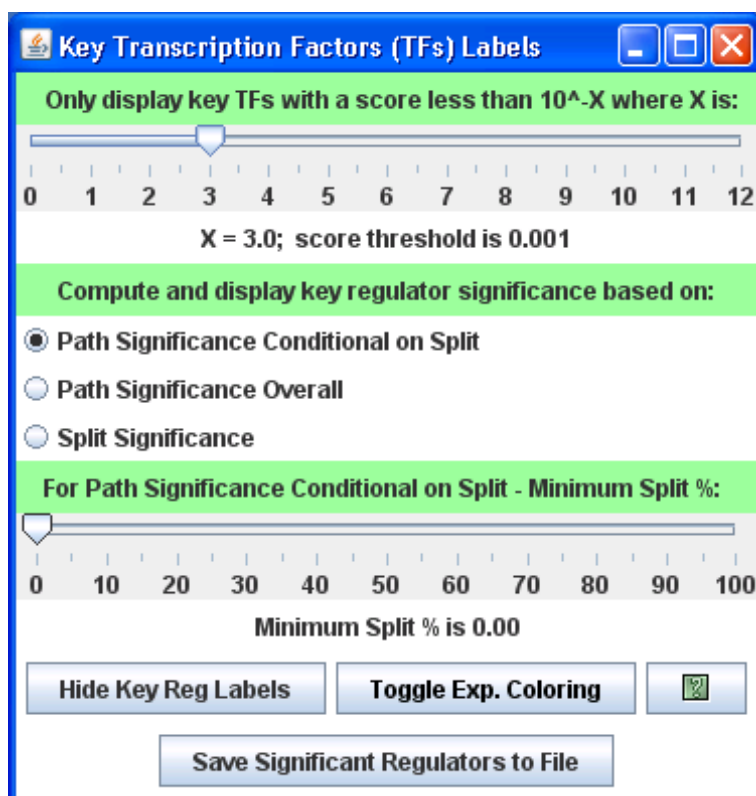 Key Transcription Factors (TFs) Labels
Only display key TFs with a score less than 10^-X where X is:
0 1 2 3 4 5 6 7 8 9 10 11 12
X = 3.0; score threshold is 0.001
Compute and display key regulator significance based on:
Path Significance Conditional on Split
Path Significance Overall
Split Significance
For Path Significance Conditional on Split - Minimum Split %:
0 10 20 30 40 50 60 70 80 90 100
Minimum Split % is 0.00
Hide Key Reg Labels Toggle Exp. Coloring ?
Save Significant Regulators to File